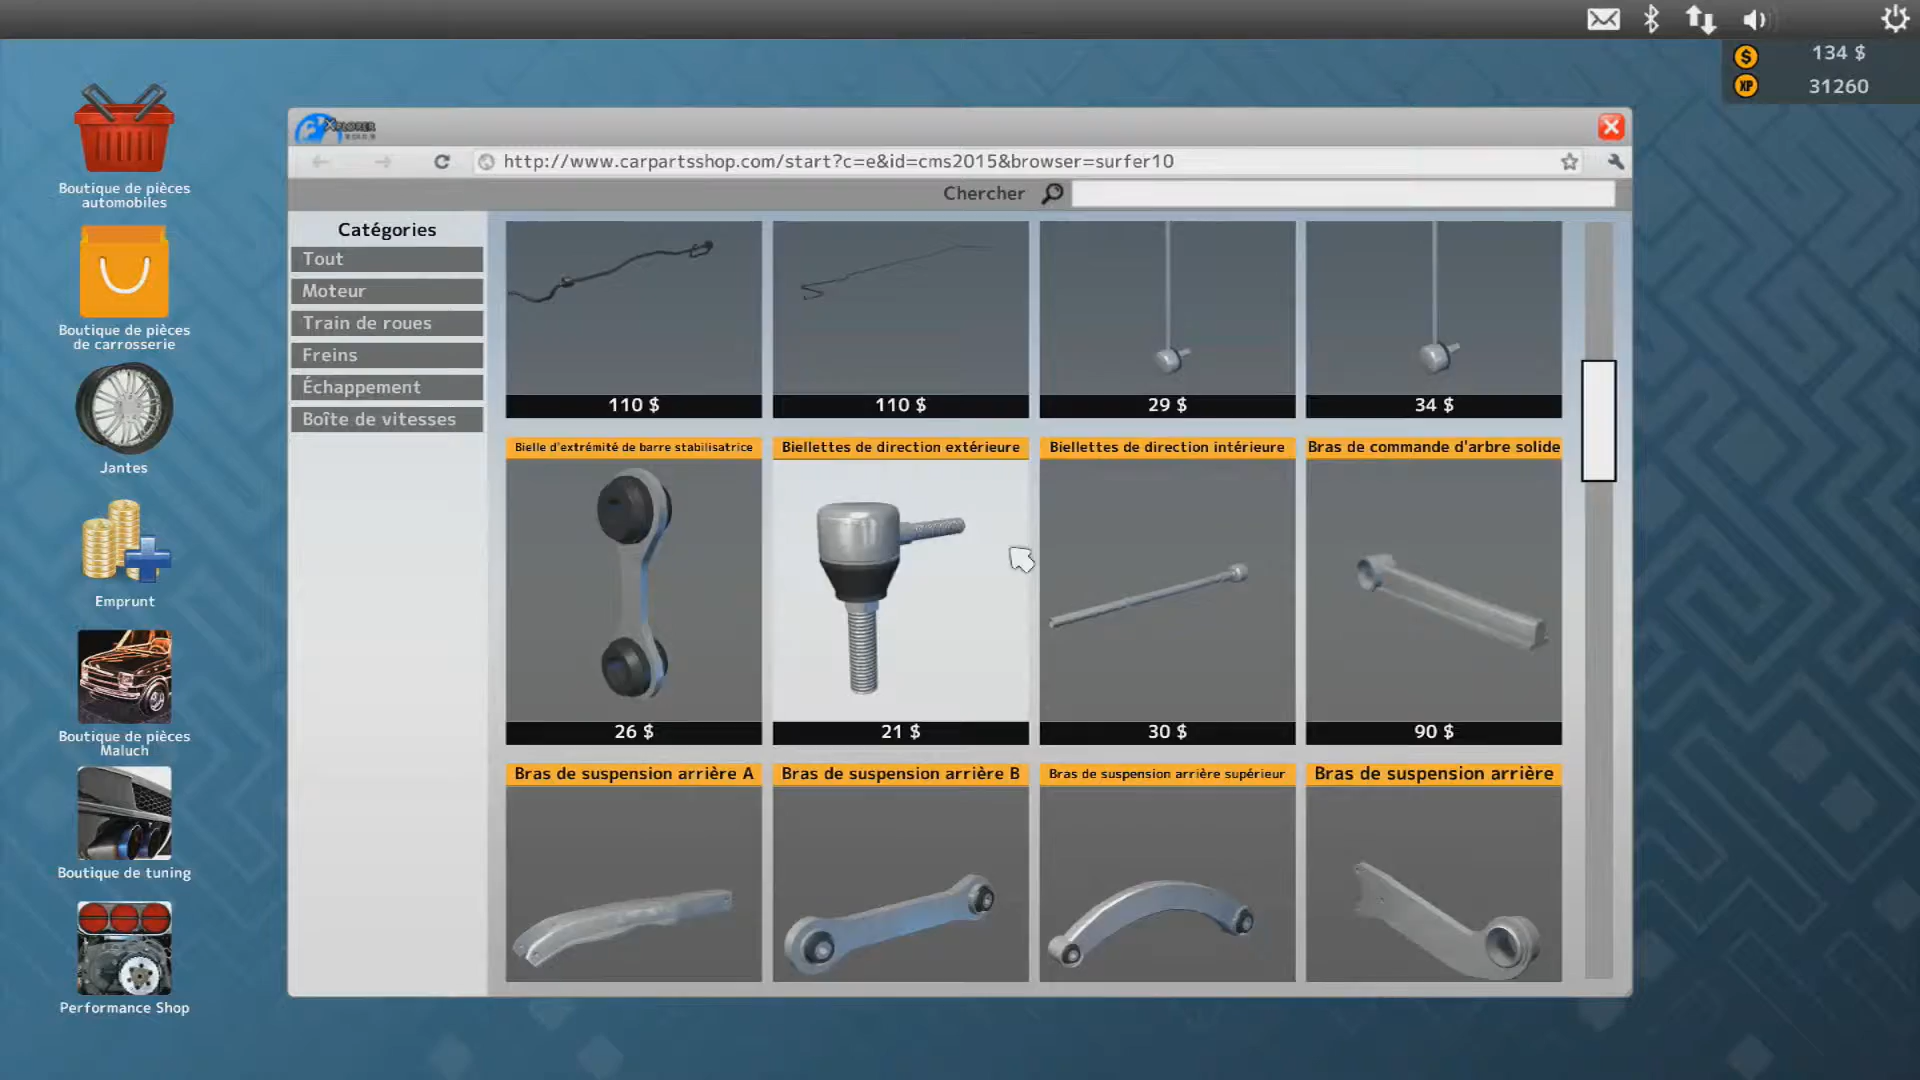 134 $
31260
XP
XPLORER
http://www.carpartsshop.com/start?c=e&id=cms2015&browser=surfer10
Chercher
Catégories
Tout
Moteur
Train de roues
Freins
Échappement
Boîte de vitesses
Boutique de pièces
automobiles
Boutique de pièces
de carrosserie
Jantes
Emprunt
Boutique de pièces
Maluch
Boutique de tuning
Performance Shop
110 $
110 $
29 $
34 $
Bielle d'extrémité de barre stabilisatrice
Biellettes de direction extérieure
Biellettes de direction intérieure
Bras de commande d'arbre solide
26 $
21 $
30 $
90 $
Bras de suspension arrière A
Bras de suspension arrière B
Bras de suspension arrière supérieur
Bras de suspension arrière